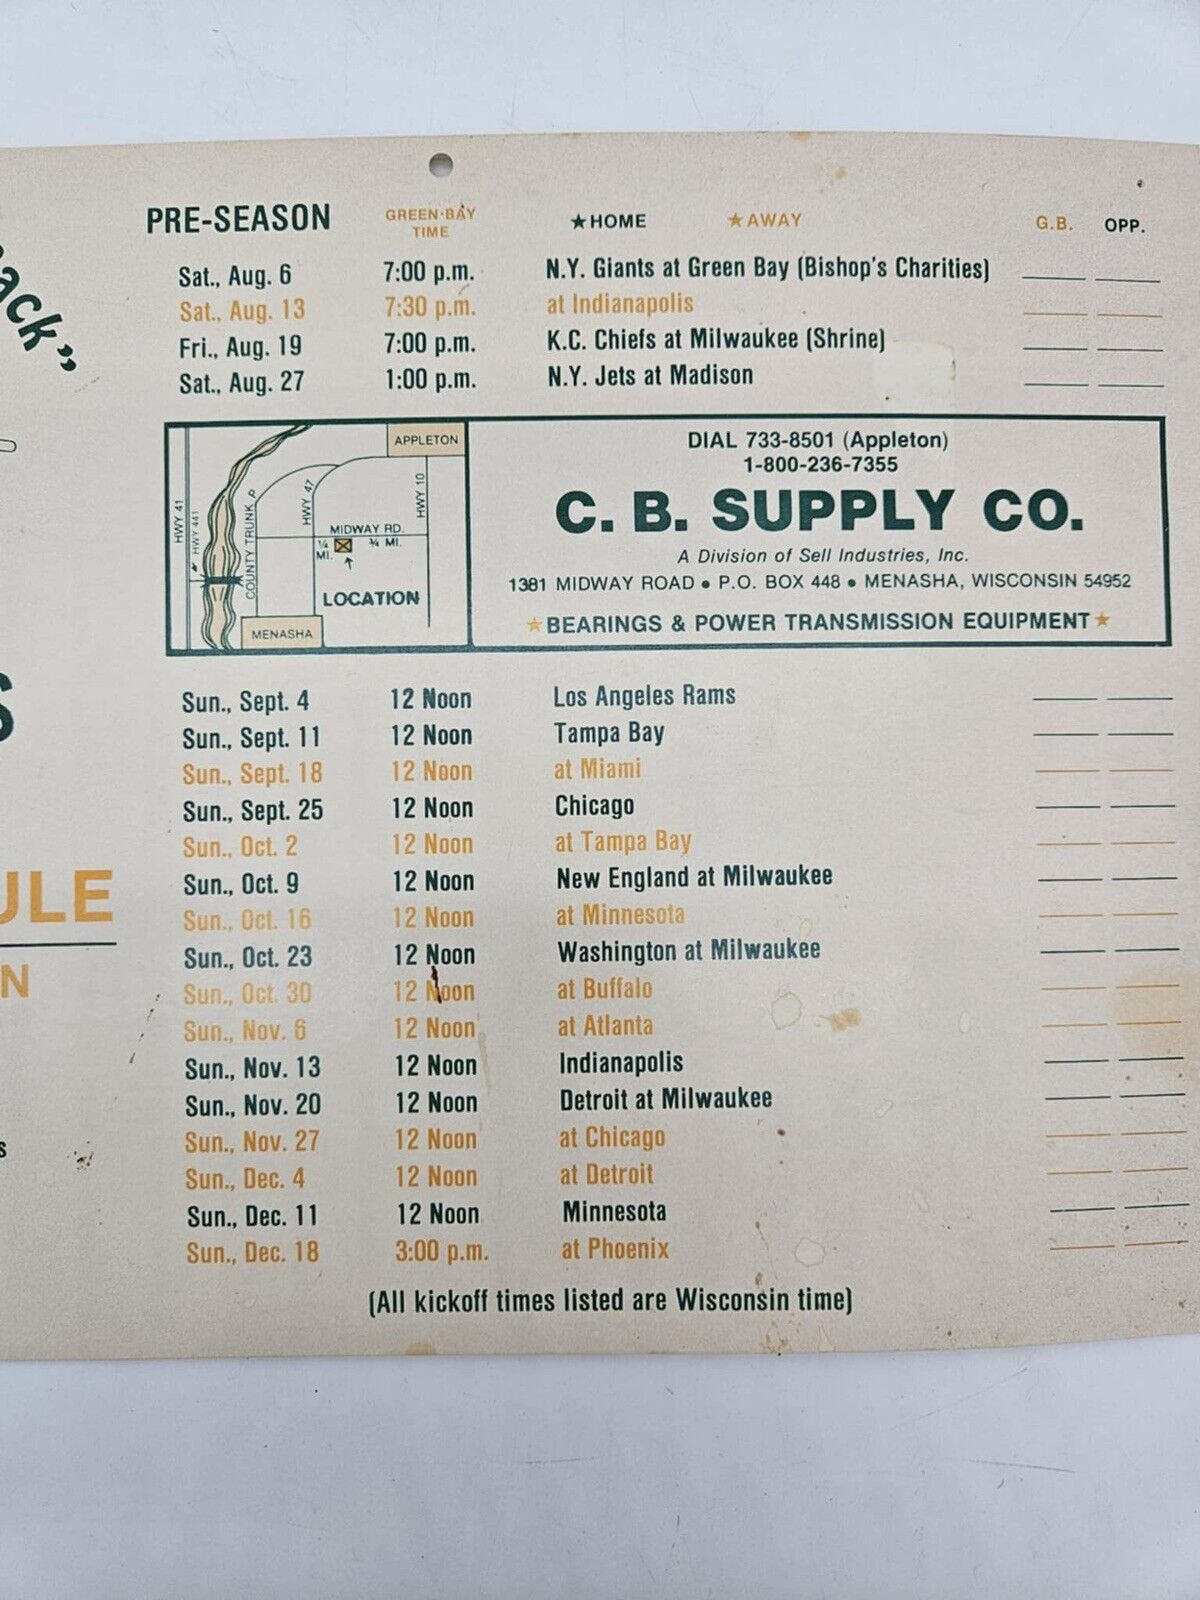 ack"
S
ULE
N
s
PRE-SEASON GREEN BAY TIME ★HOME ★AWAY G.B. OPP.
Sat., Aug. 6 7:00 p.m. N.Y. Giants at Green Bay (Bishop's Charities)
Sat., Aug. 13 7:30 p.m. at Indianapolis
Fri., Aug. 19 7:00 p.m. K.C. Chiefs at Milwaukee (Shrine)
Sat., Aug. 27 1:00 p.m. N.Y. Jets at Madison
HWY 41
HWY 441
COUNTY TRUNK P
HWY 47
HWY 10
APPLETON
MIDWAY RD.
¼ MI. ¾ MI.
LOCATION
MENASHA
DIAL 733-8501 (Appleton)
1-800-236-7355
C. B. SUPPLY CO.
A Division of Sell Industries, Inc.
1381 MIDWAY ROAD • P.O. BOX 448 • MENASHA, WISCONSIN 54952
★BEARINGS & POWER TRANSMISSION EQUIPMENT★
Sun., Sept. 4 12 Noon Los Angeles Rams
Sun., Sept. 11 12 Noon Tampa Bay
Sun., Sept. 18 12 Noon at Miami
Sun., Sept. 25 12 Noon Chicago
Sun., Oct. 2 12 Noon at Tampa Bay
Sun., Oct. 9 12 Noon New England at Milwaukee
Sun., Oct. 16 12 Noon at Minnesota
Sun., Oct. 23 12 Noon Washington at Milwaukee
Sun., Oct. 30 12 Noon at Buffalo
Sun., Nov. 6 12 Noon at Atlanta
Sun., Nov. 13 12 Noon Indianapolis
Sun., Nov. 20 12 Noon Detroit at Milwaukee
Sun., Nov. 27 12 Noon at Chicago
Sun., Dec. 4 12 Noon at Detroit
Sun., Dec. 11 12 Noon Minnesota
Sun., Dec. 18 3:00 p.m. at Phoenix
(All kickoff times listed are Wisconsin time)